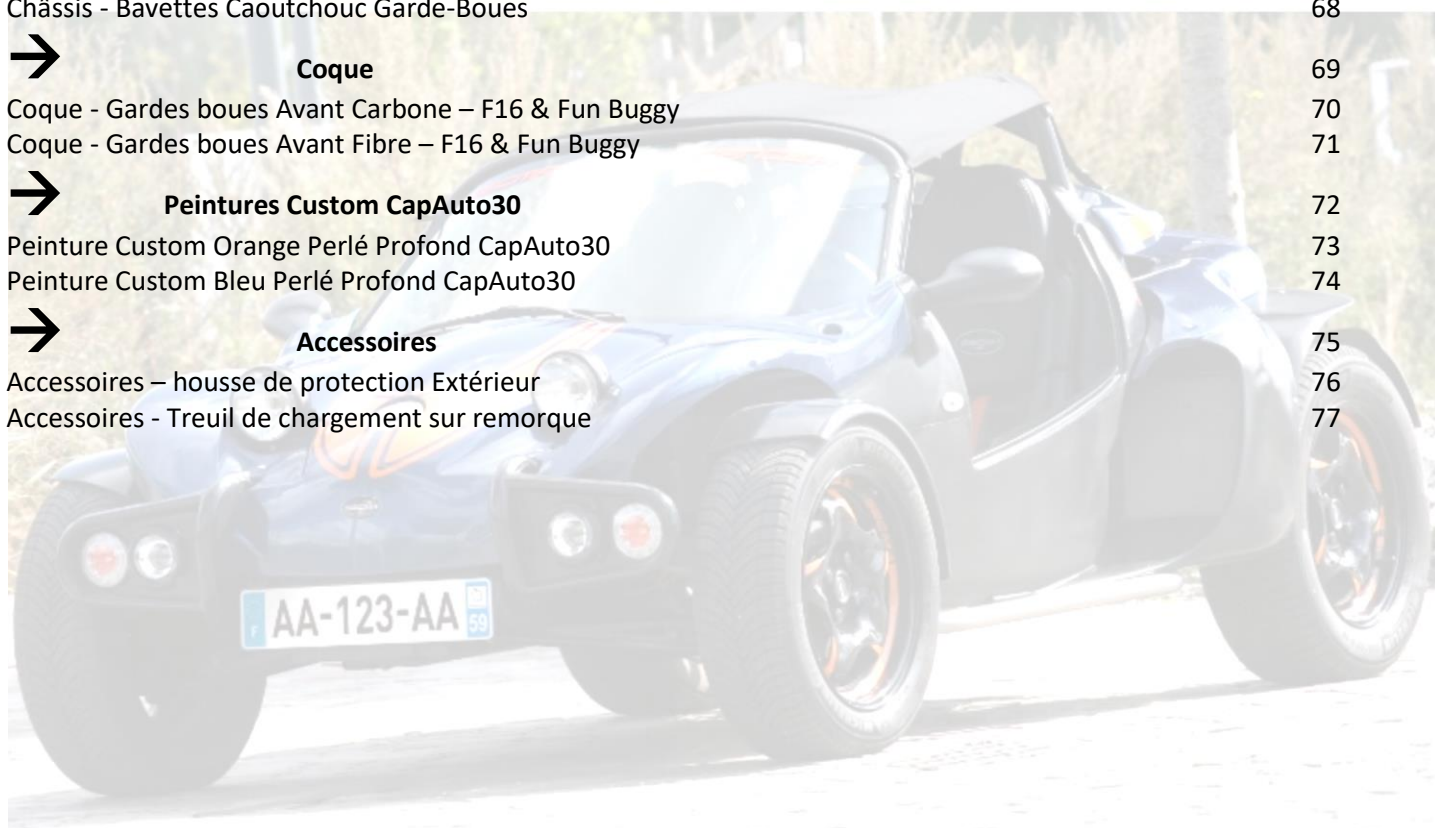 Châssis - Bavettes Caoutchouc Garde-Boues 68
→ Coque 69
Coque - Gardes boues Avant Carbone – F16 & Fun Buggy 70
Coque - Gardes boues Avant Fibre – F16 & Fun Buggy 71
→ Peintures Custom CapAuto30 72
Peinture Custom Orange Perlé Profond CapAuto30 73
Peinture Custom Bleu Perlé Profond CapAuto30 74
→ Accessoires 75
Accessoires – housse de protection Extérieur 76
Accessoires - Treuil de chargement sur remorque 77
F AA-123-AA 59